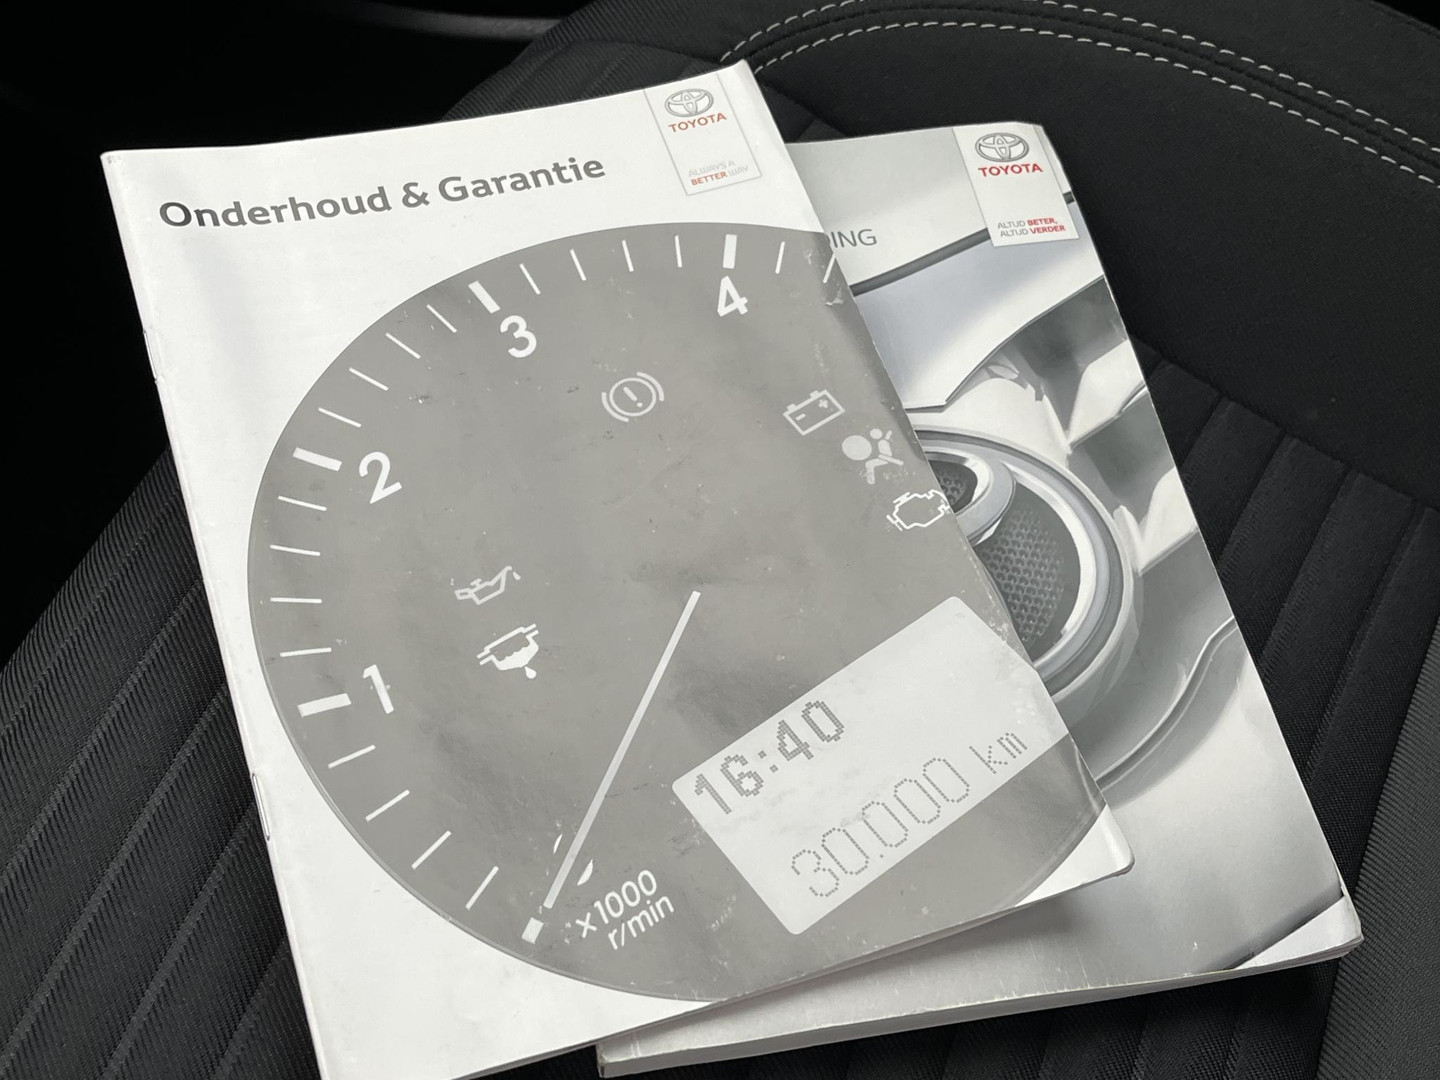 Onderhoud & Garantie
TOYOTA
ALWAYS A
BETTER WAY
3
4
2
1
x1000
r/min
16:40
30.000 km
TOYOTA
ALTIJD BETER,
ALTIJD VERDER